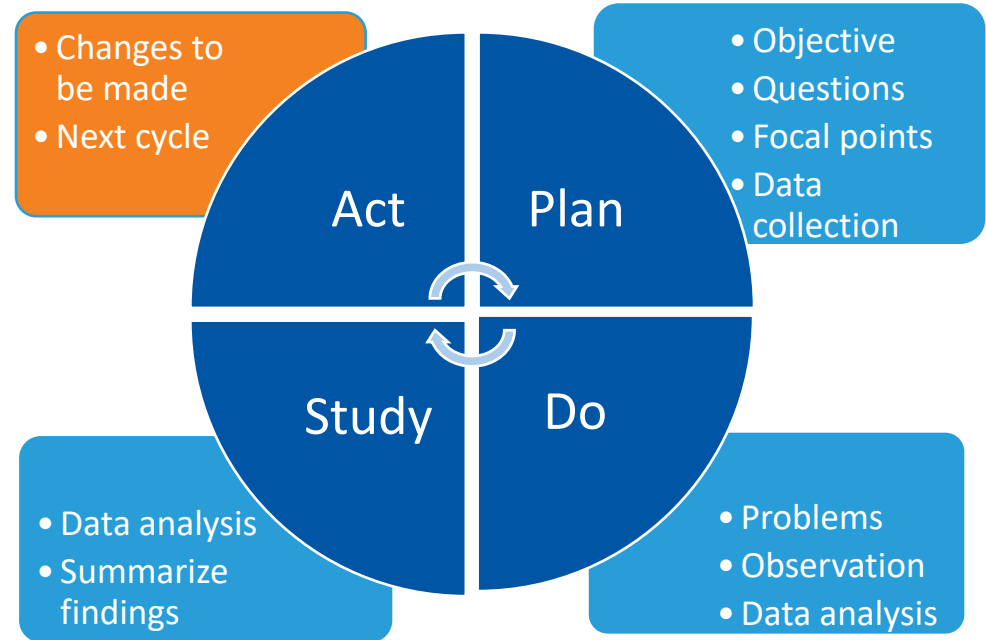 • Changes to
be made
• Next cycle
• Objective
• Questions
• Focal points
• Data
collection
Act
Plan
Study
Do
• Data analysis
• Summarize
findings
• Problems
• Observation
• Data analysis